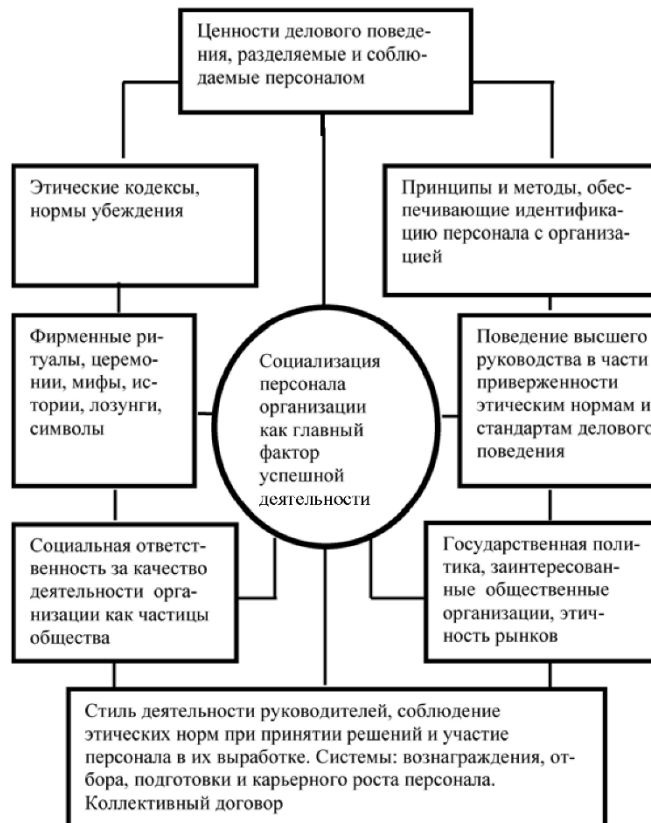 Ценности делового поведе-
ния, разделяемые и соблю-
даемые персоналом
Этические кодексы,
нормы убеждения
Принципы и методы, обес-
печивающие идентифика-
цию персонала с организа-
цией
Фирменные ри-
туалы, церемо-
нии, мифы, ис-
тории, лозунги,
символы
Социализация
персонала
организации
как главный
фактор
успешной
деятельности
Поведение высшего
руководства в части
приверженности
этическим нормам и
стандартам делового
поведения
Социальная ответст-
венность за качество
деятельности орга-
низации как частицы
общества
Государственная поли-
тика, заинтересован-
ные общественные
организации, этич-
ность рынков
Стиль деятельности руководителей, соблюдение
этических норм при принятии решений и участие
персонала в их выработке. Системы: вознаграждения, от-
бора, подготовки и карьерного роста персонала.
Коллективный договор